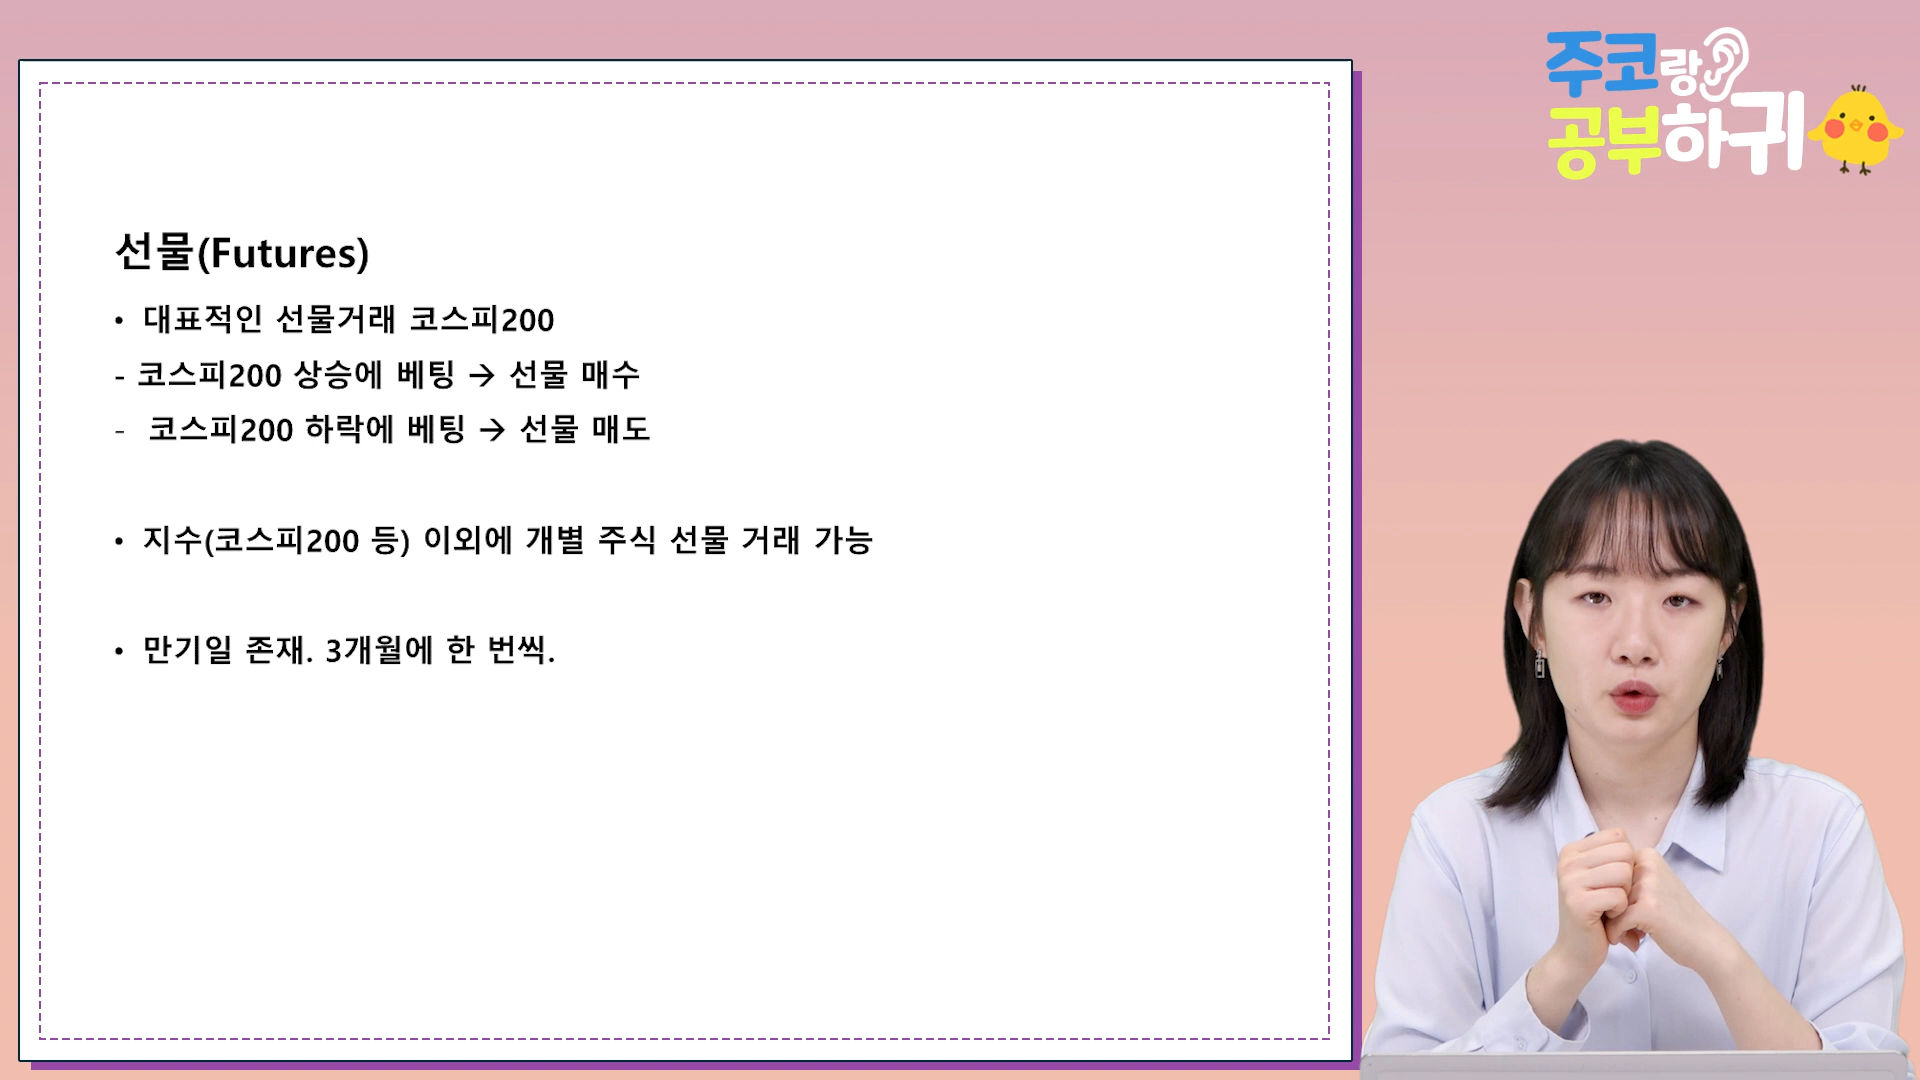 주코랑
공부하귀
선물(Futures)
• 대표적인 선물거래 코스피200
- 코스피200 상승에 베팅 → 선물 매수
- 코스피200 하락에 베팅 → 선물 매도
• 지수(코스피200 등) 이외에 개별 주식 선물 거래 가능
• 만기일 존재. 3개월에 한 번씩.